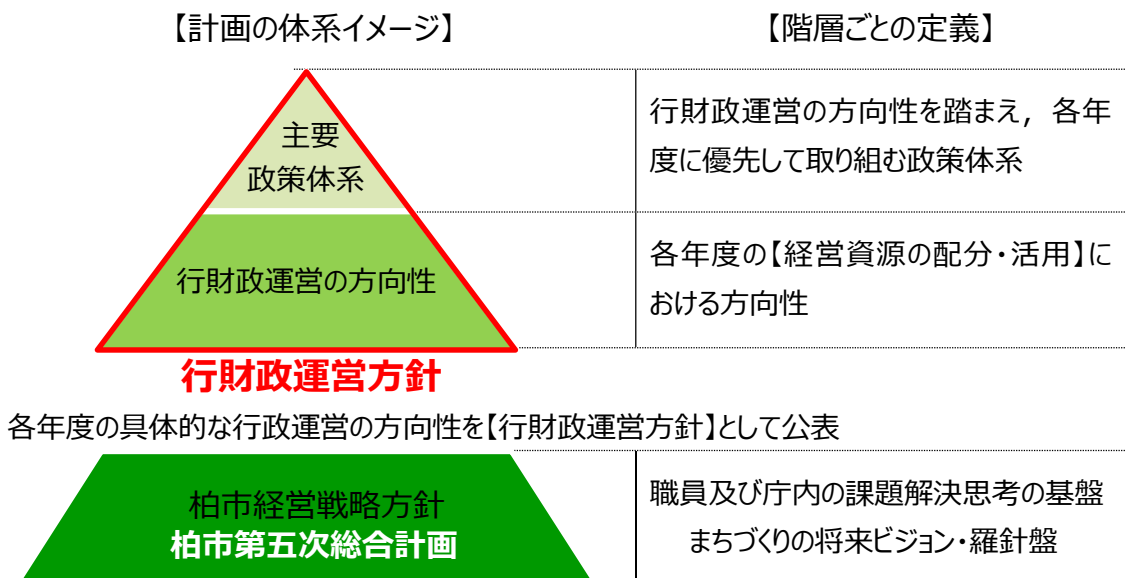 【計画の体系イメージ】
【階層ごとの定義】
主要
政策体系
行財政運営の方向性を踏まえ，各年
度に優先して取り組む政策体系
行財政運営の方向性
各年度の【経営資源の配分・活用】に
おける方向性
行財政運営方針
各年度の具体的な行政運営の方向性を【行財政運営方針】として公表
柏市経営戦略方針
柏市第五次総合計画
職員及び庁内の課題解決思考の基盤
まちづくりの将来ビジョン・羅針盤